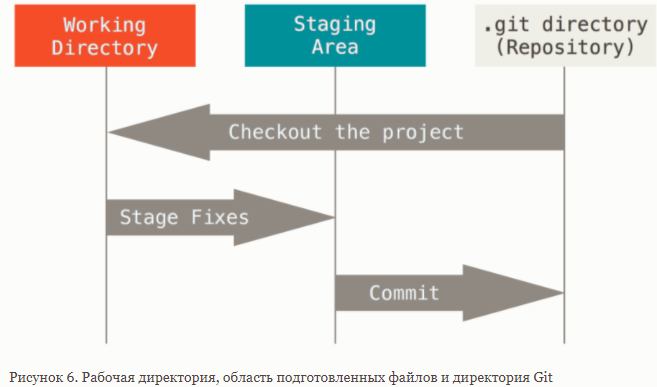 Working
Directory
Staging
Area
.git directory
(Repository)
Checkout the project
Stage Fixes
Commit
Рисунок 6. Рабочая директория, область подготовленных файлов и директория Git